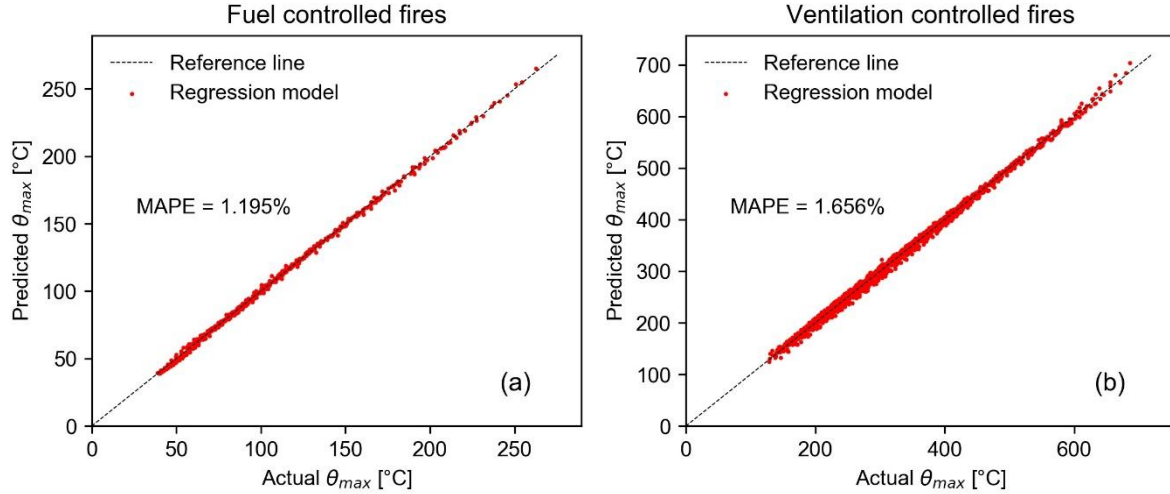 Fuel controlled fires
Reference line
Regression model
MAPE = 1.195%
(a)
Predicted θmax [°C]
0
50
100
150
200
250
0 50 100 150 200 250
Actual θmax [°C]
Ventilation controlled fires
Reference line
Regression model
MAPE = 1.656%
(b)
Predicted θmax [°C]
0
100
200
300
400
500
600
700
0 200 400 600
Actual θmax [°C]